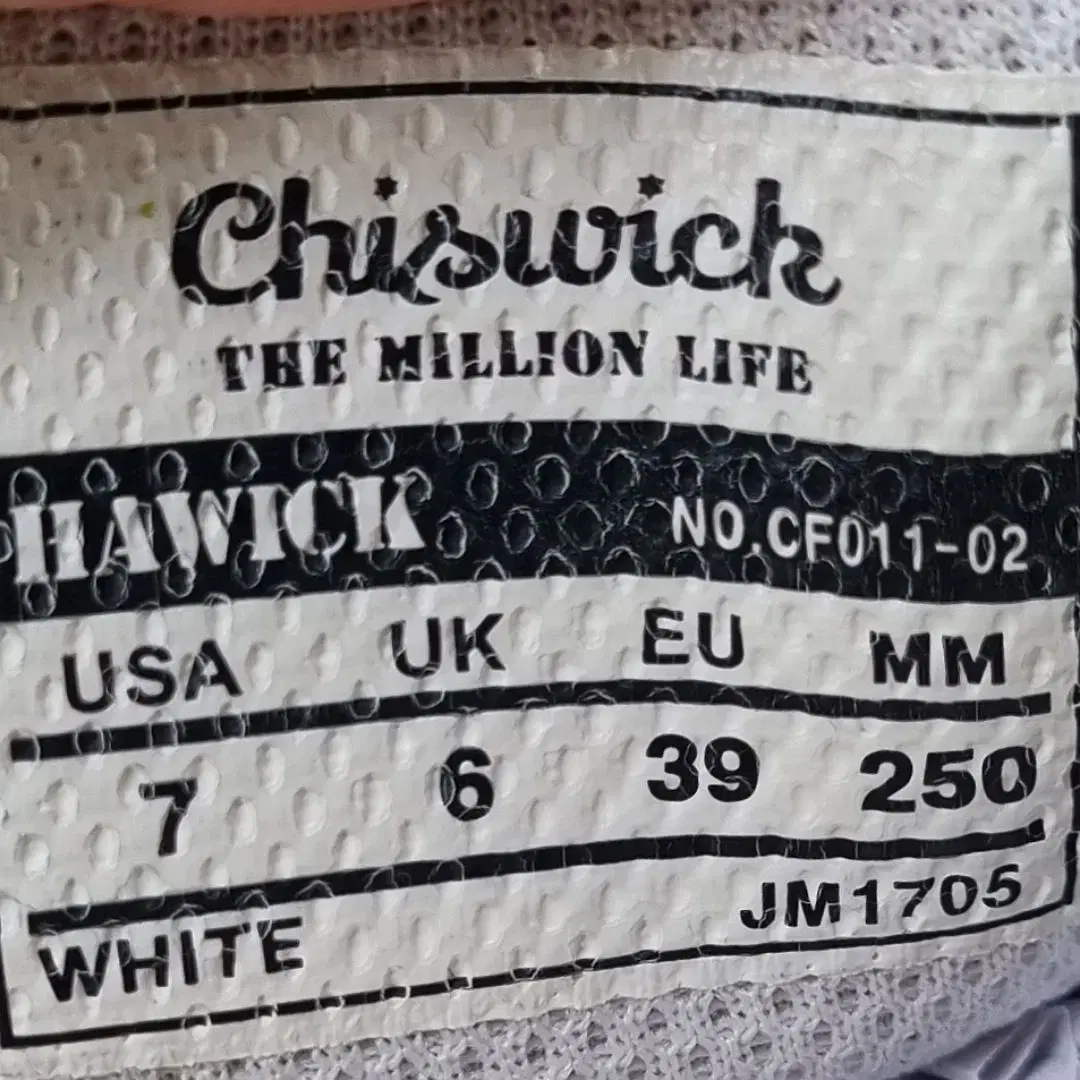 Chiswick
THE MILLION LIFE
HAWICK NO.CF011-02
USA UK EU MM
7 6 39 250
WHITE JM1705